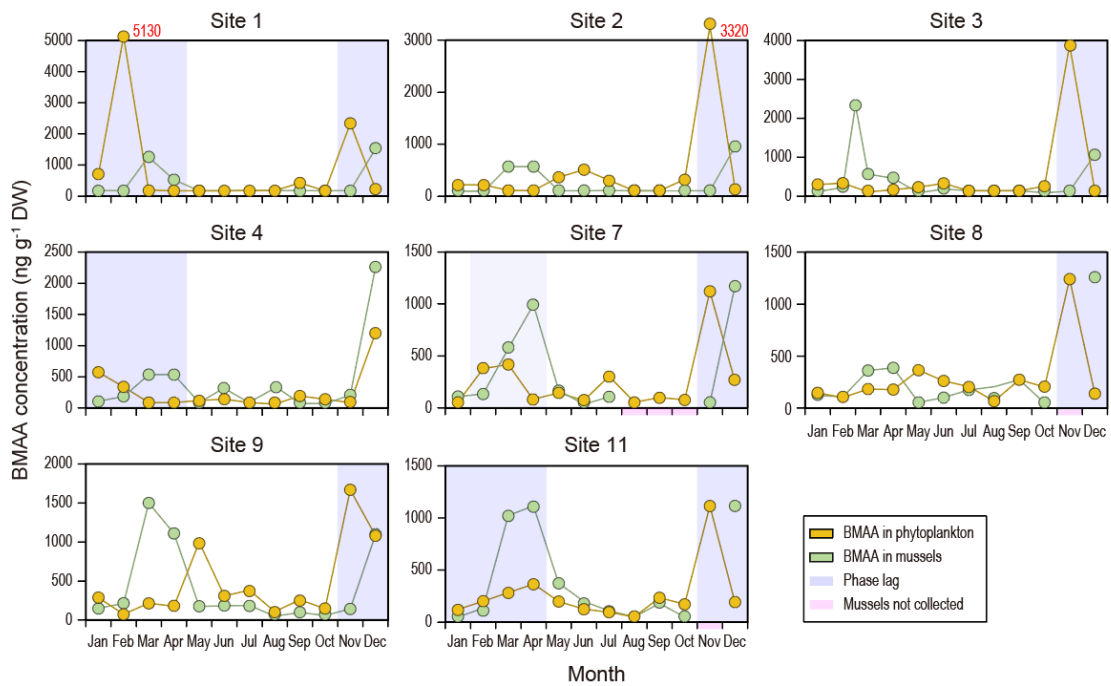 Site 1
Site 2
Site 3
5130
3320
5000
4000
3000
2000
1000
0
3000
2000
1000
0
4000
3000
2000
1000
0
Site 4
Site 7
Site 8
2500
2000
1500
1000
500
0
1500
1000
500
0
1500
1000
500
0
Jan Feb Mar Apr May Jun Jul Aug Sep Oct Nov Dec
Site 9
Site 11
2000
1500
1000
500
0
1500
1000
500
0
Jan Feb Mar Apr May Jun Jul Aug Sep Oct Nov Dec
Jan Feb Mar Apr May Jun Jul Aug Sep Oct Nov Dec
BMAA in phytoplankton
BMAA in mussels
Phase lag
Mussels not collected
BMAA concentration (ng g⁻¹ DW)
Month